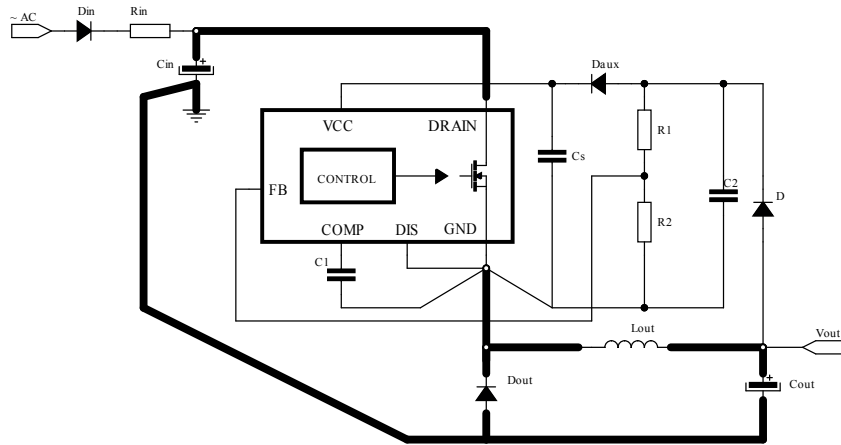 ~ AC
Din
Rin
Cin
Daux
VCC
DRAIN
R1
Cs
C2
CONTROL
FB
D
R2
COMP
DIS
GND
C1
Lout
Vout
Dout
Cout